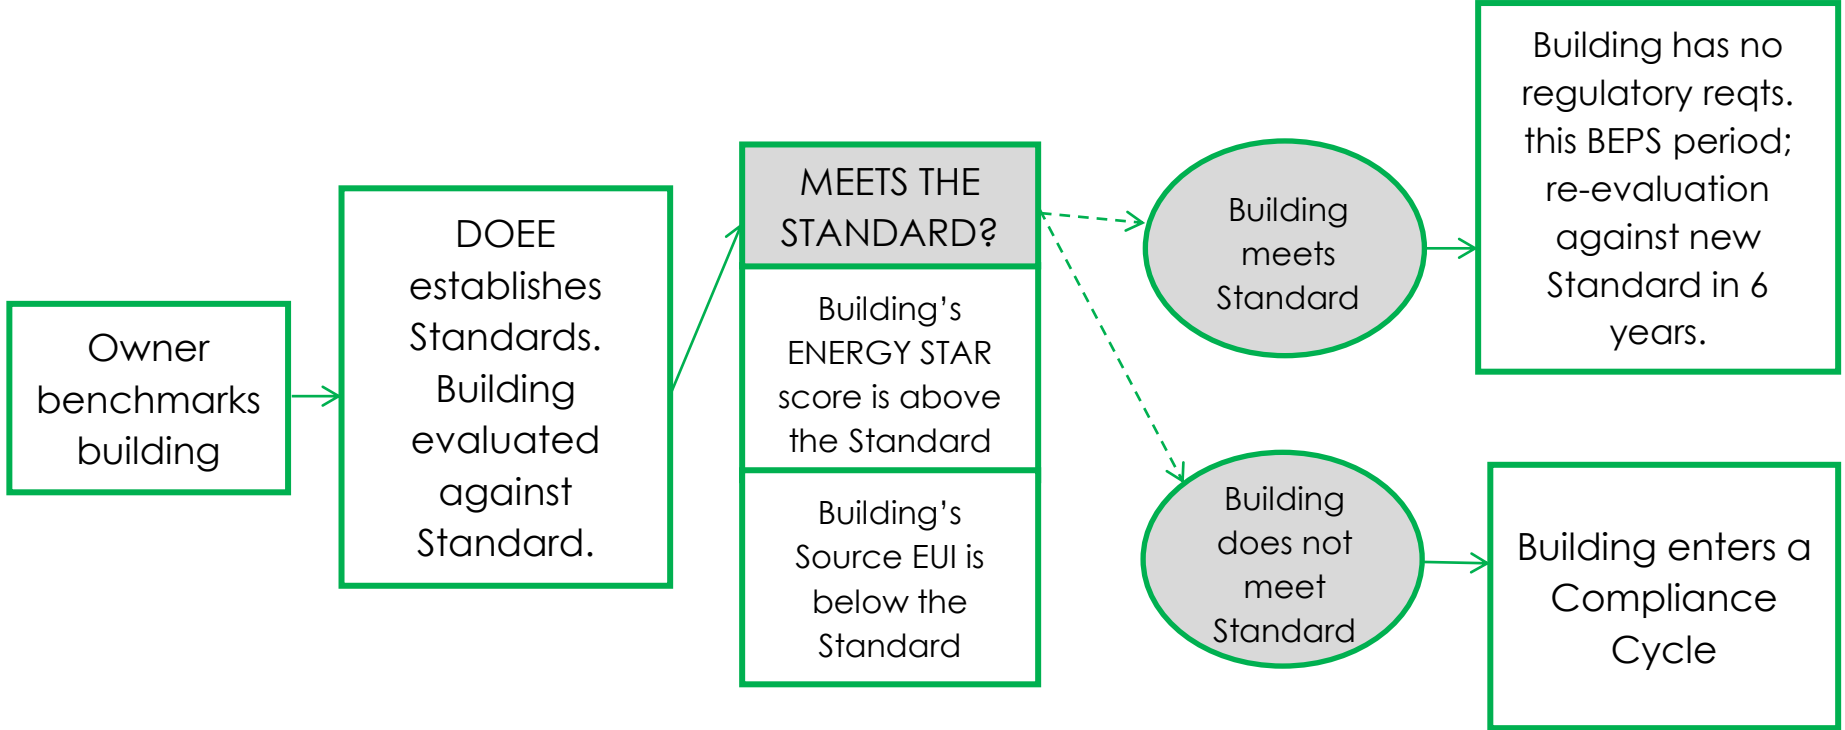 Owner
benchmarks
building
DOEE
establishes
Standards.
Building
evaluated
against
Standard.
MEETS THE
STANDARD?
Building’s
ENERGY STAR
score is above
the Standard
Building’s
Source EUI is
below the
Standard
Building
meets
Standard
Building has no
regulatory reqts.
this BEPS period;
re-evaluation
against new
Standard in 6
years.
Building
does not
meet
Standard
Building enters a
Compliance
Cycle